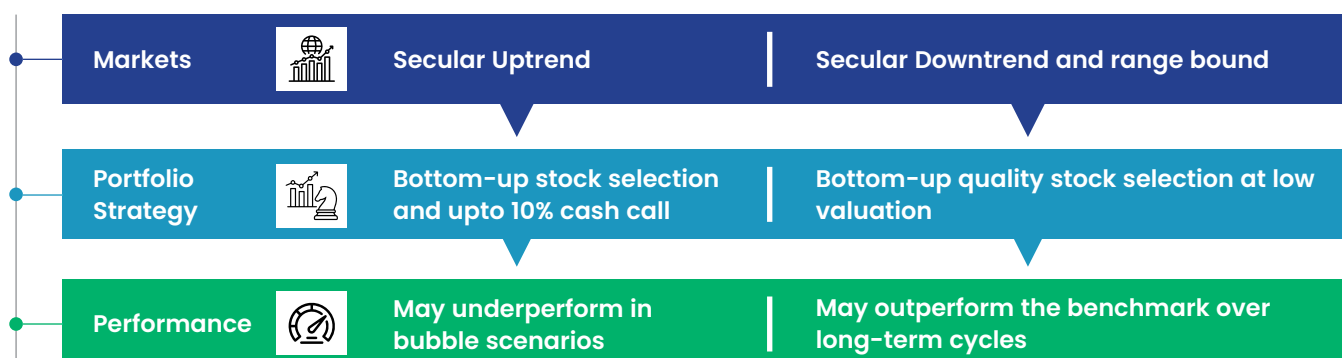 Markets
Secular Uptrend
Secular Downtrend and range bound
Portfolio
Strategy
Bottom-up stock selection
and upto 10% cash call
Bottom-up quality stock selection at low
valuation
Performance
May underperform in
bubble scenarios
May outperform the benchmark over
long-term cycles